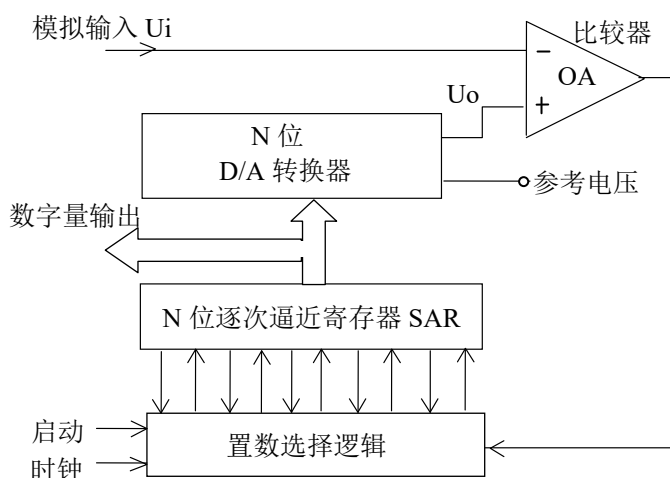 模拟输入 Ui
比较器
−
OA
+
Uo
N 位
D/A 转换器
参考电压
数字量输出
N 位逐次逼近寄存器 SAR
启动
置数选择逻辑
时钟